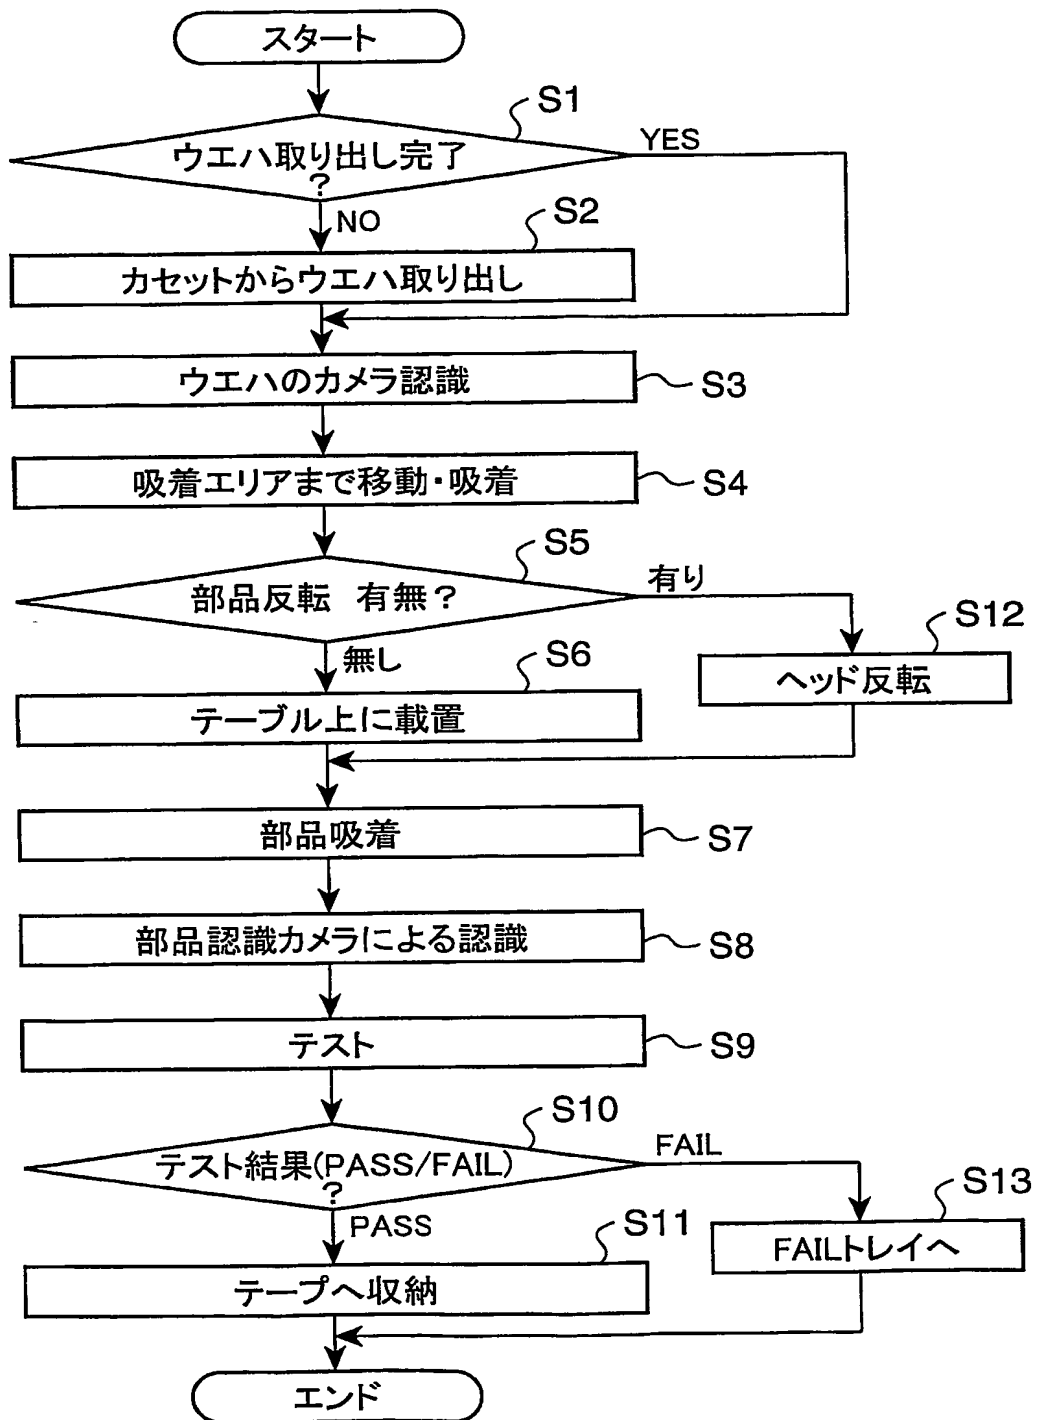 スタート
S1
ウエハ取り出し完了
?
YES
NO
S2
カセットからウエハ取り出し
ウエハのカメラ認識
S3
吸着エリアまで移動・吸着
S4
S5
部品反転 有無?
有り
無し
S6
S12
ヘッド反転
テーブル上に載置
部品吸着
S7
部品認識カメラによる認識
S8
テスト
S9
S10
テスト結果(PASS/FAIL)
?
FAIL
PASS
S11
S13
FAILトレイへ
テープへ収納
エンド